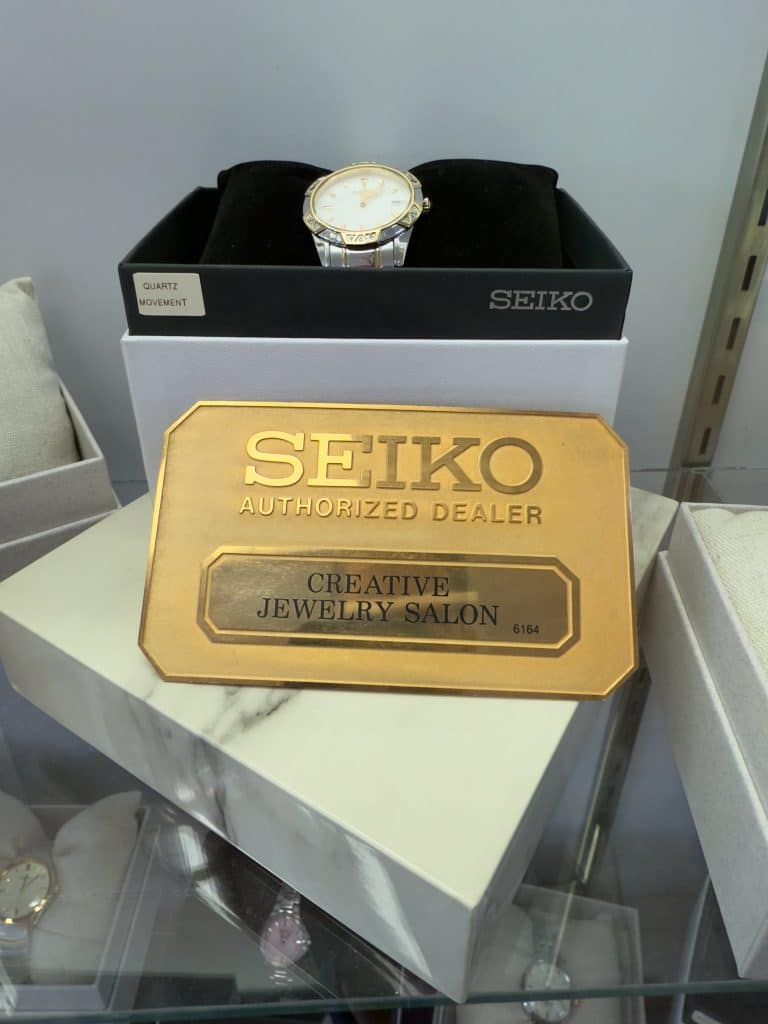 QUARTZ
MOVEMENT
SEIKO
SEIKO
AUTHORIZED DEALER
CREATIVE
JEWELRY SALON
6164